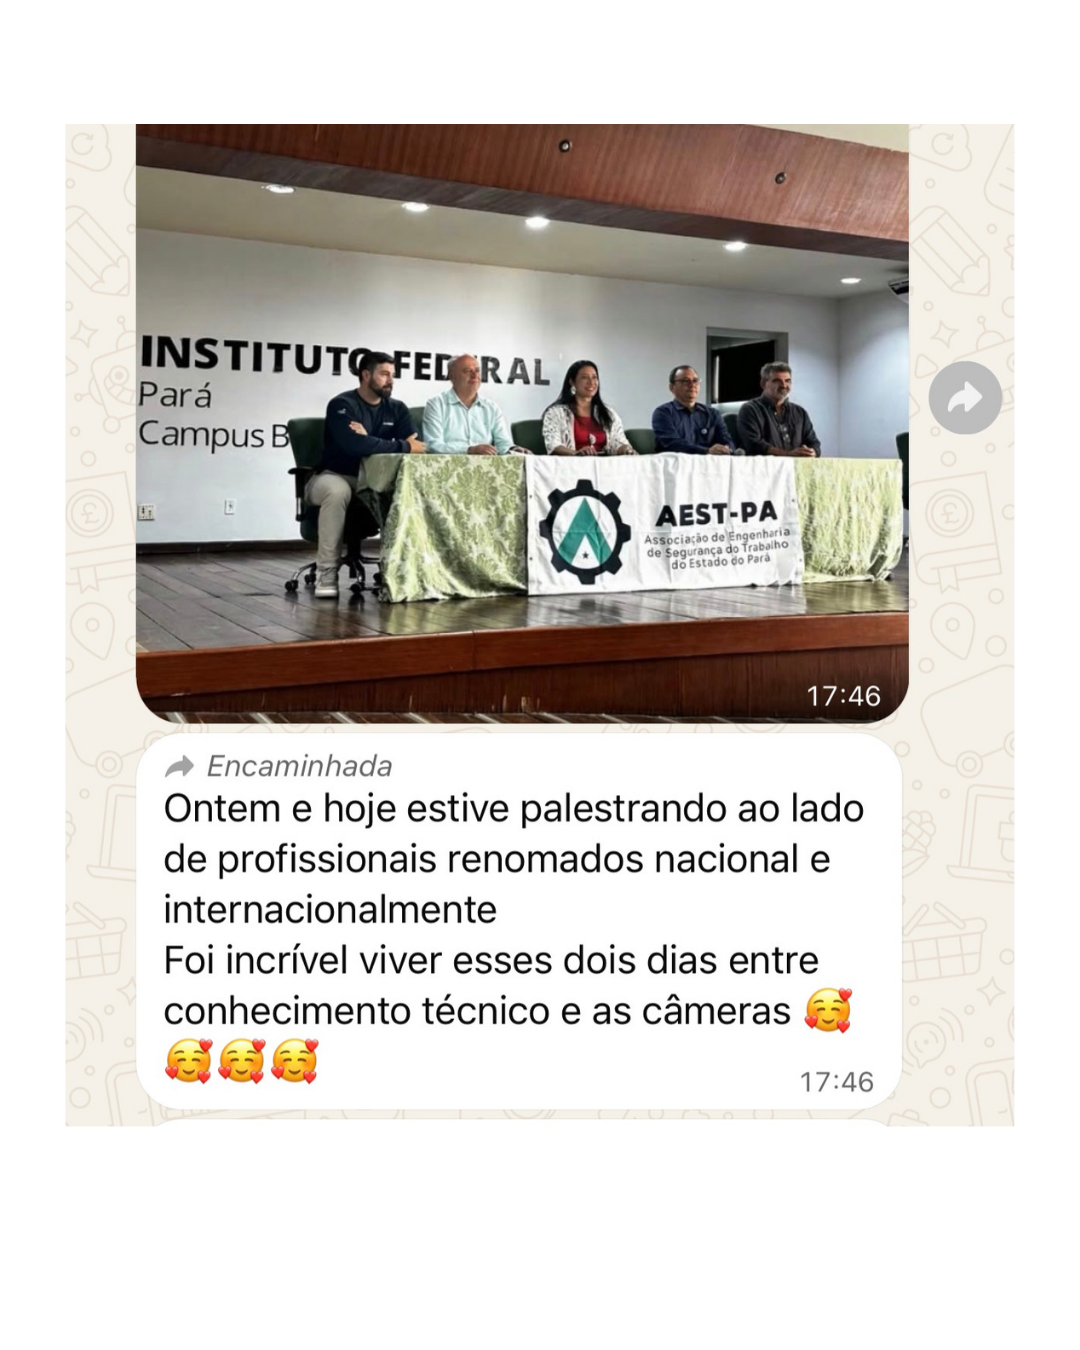 INSTITUTO FEDERAL
Pará
Campus B
AEST-PA
Associação de Engenharia
de Segurança do Trabalho
do Estado do Pará
17:46
Encaminhada
Ontem e hoje estive palestrando ao lado
de profissionais renomados nacional e
internacionalmente
Foi incrível viver esses dois dias entre
conhecimento técnico e as câmeras 🥰
🥰🥰🥰
17:46